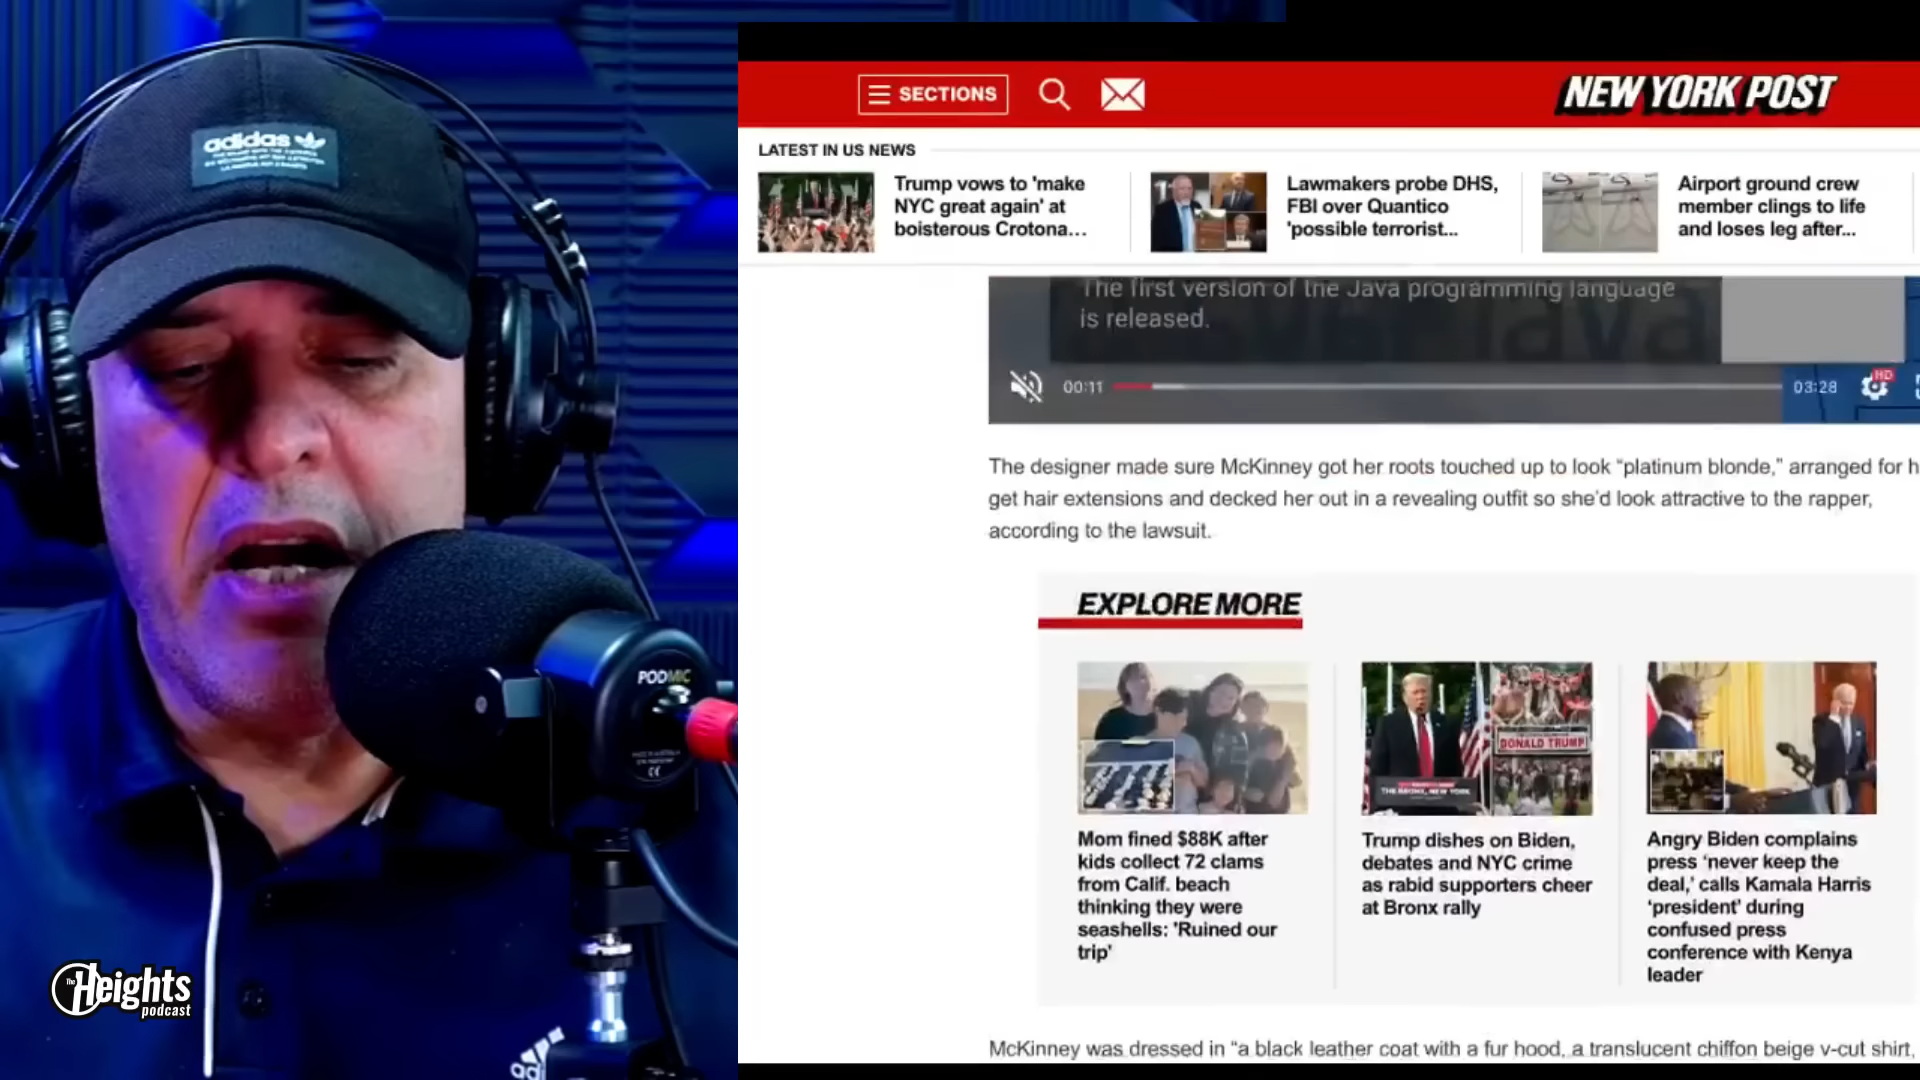 adidas
PODMIC
The Heights
podcast
adi
SECTIONS
NEW YORK POST
LATEST IN US NEWS
Trump vows to 'make
NYC great again' at
boisterous Crotona...
Lawmakers probe DHS,
FBI over Quantico
'possible terrorist...
Airport ground crew
member clings to life
and loses leg after...
The first version of the Java programming language
is released.
00:11
03:28
HD
The designer made sure McKinney got her roots touched up to look “platinum blonde,” arranged for h
get hair extensions and decked her out in a revealing outfit so she’d look attractive to the rapper,
according to the lawsuit.
EXPLORE MORE
DONALD TRUMP
THE BRONX, NEW YORK
Mom fined $88K after
kids collect 72 clams
from Calif. beach
thinking they were
seashells: 'Ruined our
trip'
Trump dishes on Biden,
debates and NYC crime
as rabid supporters cheer
at Bronx rally
Angry Biden complains
press ‘never keep the
deal,’ calls Kamala Harris
‘president’ during
confused press
conference with Kenya
leader
McKinney was dressed in “a black leather coat with a fur hood, a translucent chiffon beige v-cut shirt,